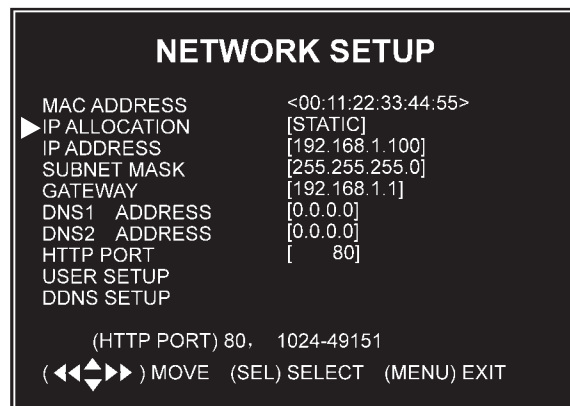 NETWORK SETUP
MAC ADDRESS <00:11:22:33:44:55>
IP ALLOCATION [STATIC]
IP ADDRESS [192.168.1.100]
SUBNET MASK [255.255.255.0]
GATEWAY [192.168.1.1]
DNS1 ADDRESS [0.0.0.0]
DNS2 ADDRESS [0.0.0.0]
HTTP PORT [ 80]
USER SETUP
DDNS SETUP
(HTTP PORT) 80, 1024-49151
( ) MOVE (SEL) SELECT (MENU) EXIT